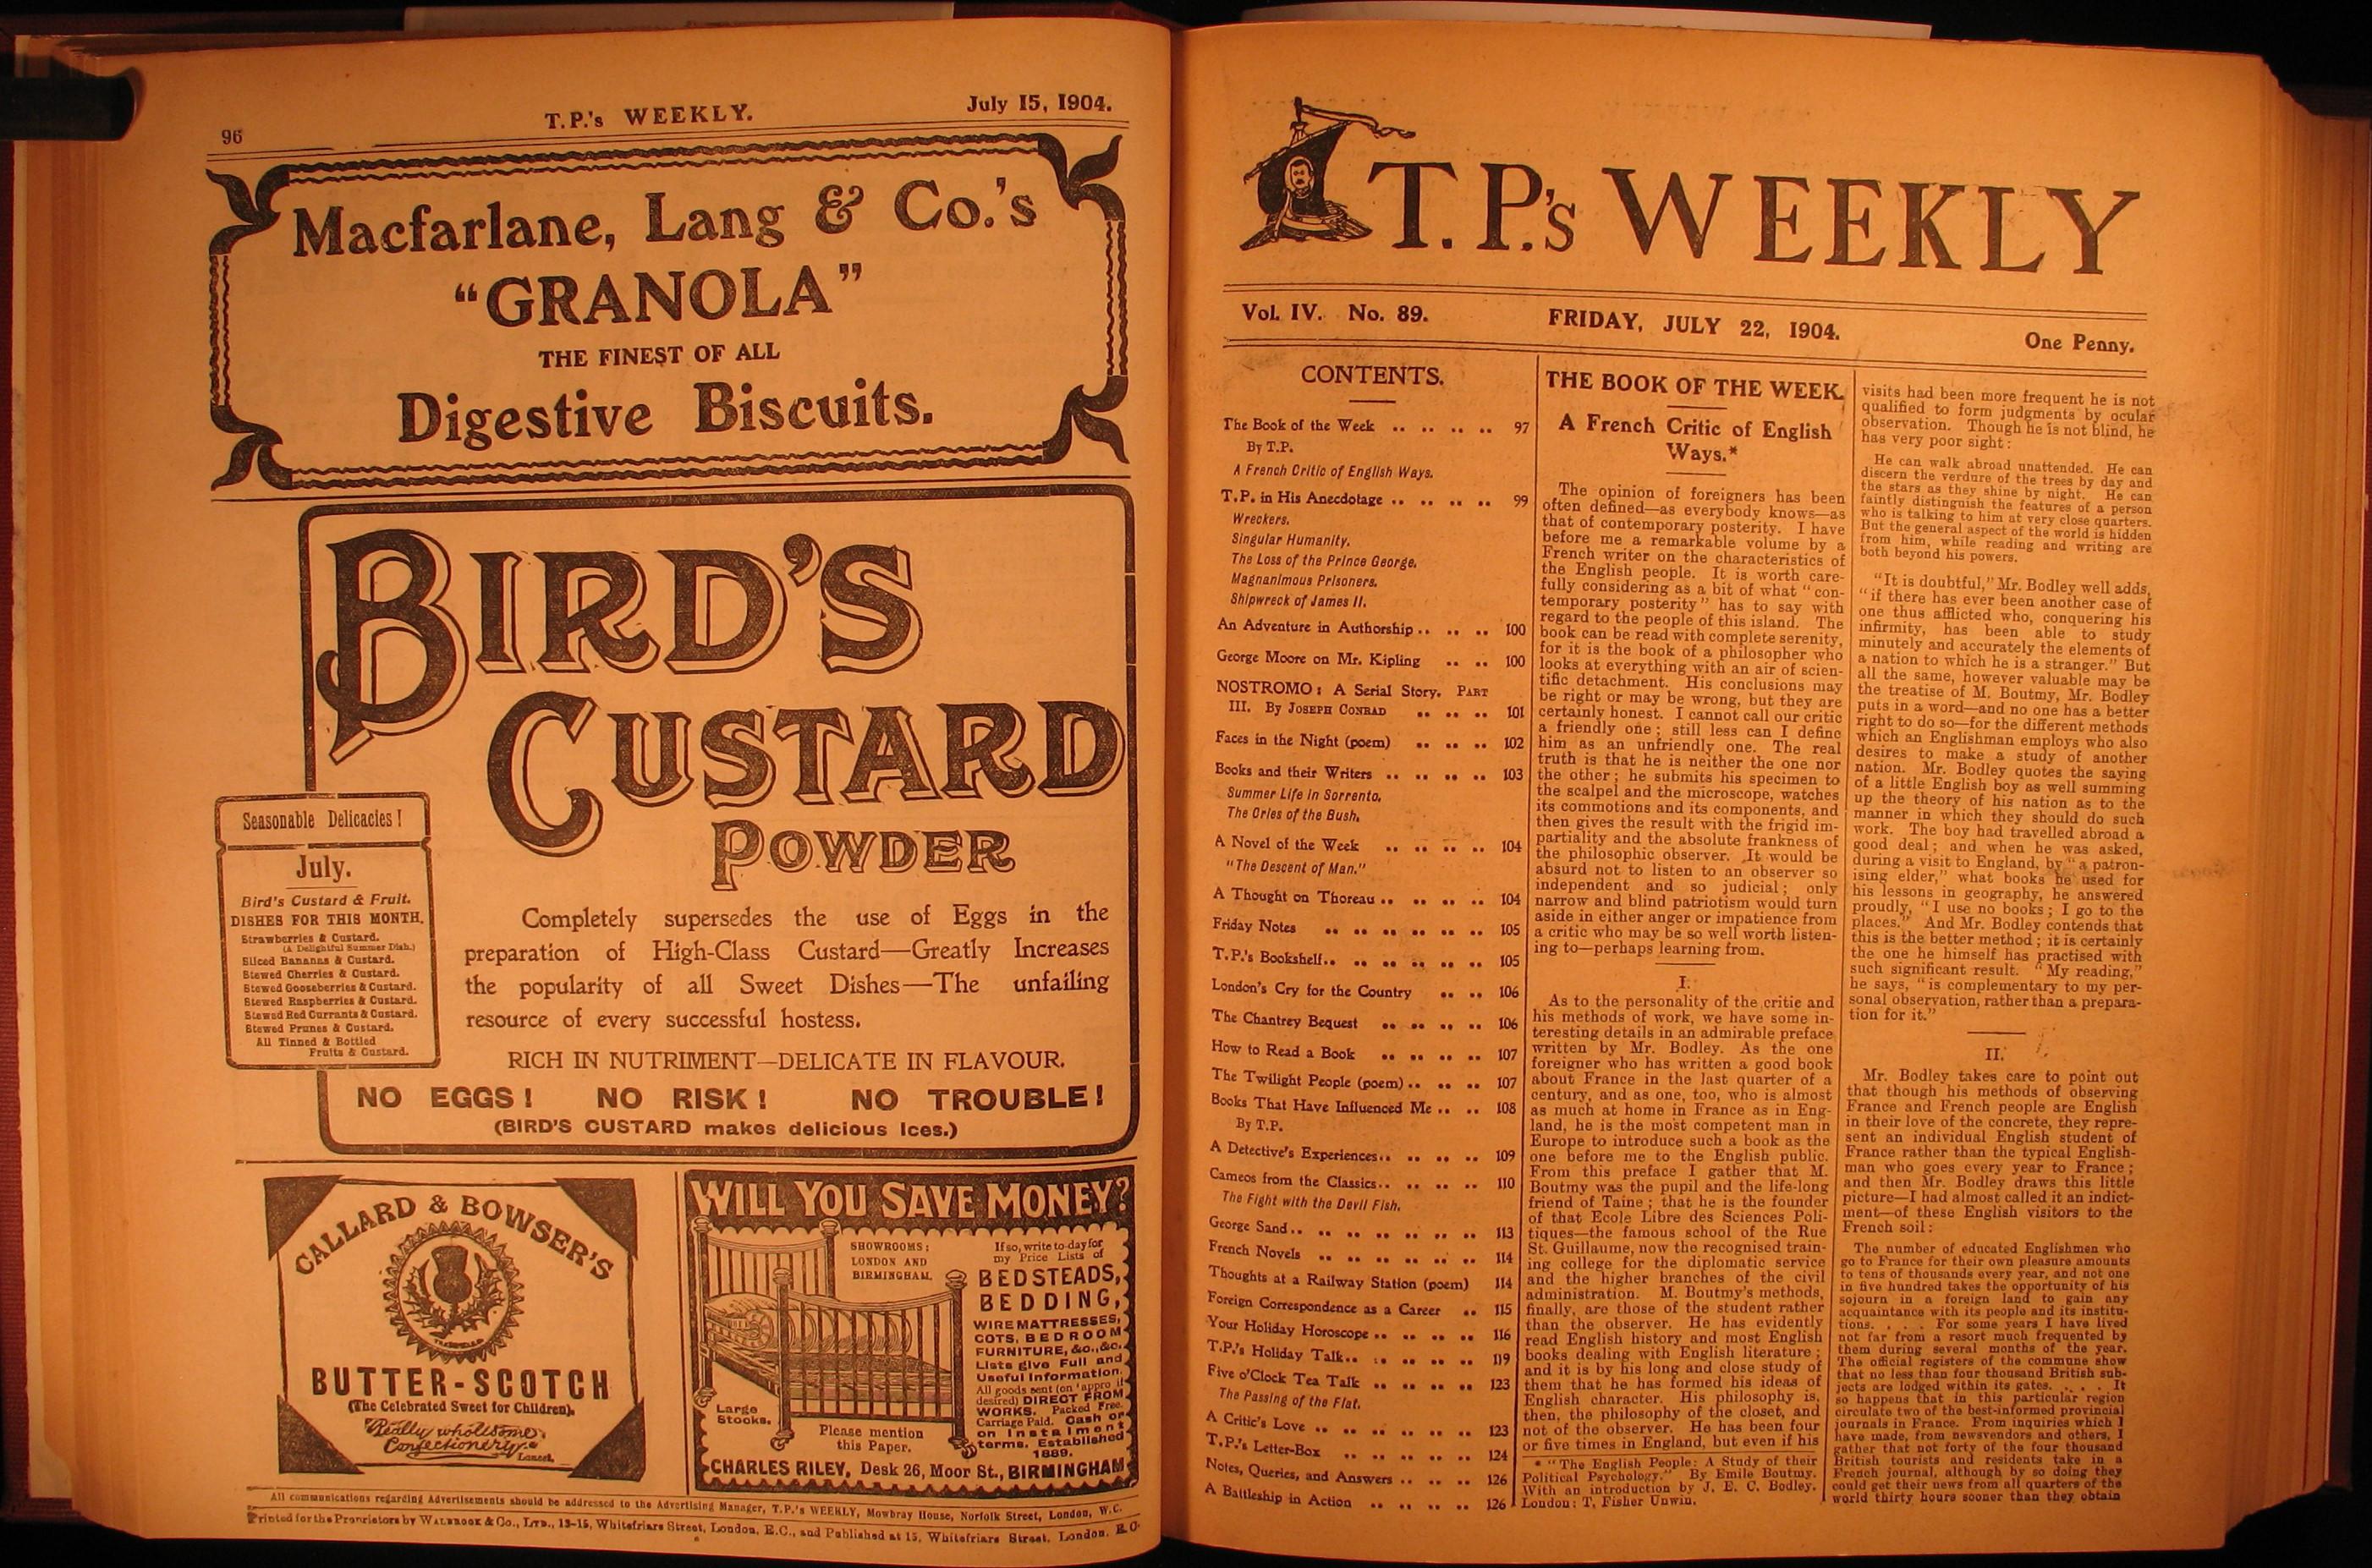 96
T.P.'s WEEKLY.
July 15, 1904.
Macfarlane, Lang & Co.'s
"GRANOLA"
THE FINEST OF ALL
Digestive Biscuits.
BIRD'S
CUSTARD
POWDER
Seasonable Delicacies!
July.
Bird's Custard & Fruit.
DISHES FOR THIS MONTH.
Strawberries & Custard.
(A Delightful Summer Dish.)
Sliced Bananas & Custard.
Stewed Cherries & Custard.
Stewed Gooseberries & Custard.
Stewed Raspberries & Custard.
Stewed Red Currants & Custard.
Stewed Prunes & Custard.
All Tinned & Bottled
Fruits & Custard.
Completely supersedes the use of Eggs in the
preparation of High-Class Custard—Greatly Increases
the popularity of all Sweet Dishes—The unfailing
resource of every successful hostess.
RICH IN NUTRIMENT—DELICATE IN FLAVOUR.
NO EGGS! NO RISK! NO TROUBLE!
(BIRD'S CUSTARD makes delicious Ices.)
CALLARD & BOWSER'S
BUTTER-SCOTCH
(The Celebrated Sweet for Children).
"Really wholesome
Confectionery."
Lancet.
WILL YOU SAVE MONEY?
SHOWROOMS:
LONDON AND
BIRMINGHAM.
Large
Stocks.
Please mention
this Paper.
If so, write to-day for
my Price Lists of
BEDSTEADS,
BEDDING,
WIRE MATTRESSES,
COTS, BEDROOM
FURNITURE, &c., &c.
Lists give Full and
Useful Information.
All goods sent (on 'appro if
desired) DIRECT FROM
WORKS. Packed Free.
Carriage Paid. Cash or
on Instalment
terms. Established
1889.
CHARLES RILEY, Desk 26, Moor St., BIRMINGHAM
All communications regarding Advertisements should be addressed to the Advertising Manager, T.P.'s WEEKLY, Mowbray House, Norfolk Street, London, W.C.
Printed for the Proprietors by WALBROOK & Co., LTD., 13-15, Whitefriars Street, London, E.C., and Published at 15, Whitefriars Street, London, E.C.
T.P.'s WEEKLY
Vol. IV. No. 89.
FRIDAY, JULY 22, 1904.
One Penny.
CONTENTS.
The Book of the Week .. .. .. .. 97
By T.P.
A French Critic of English Ways.
T.P. in His Anecdotage .. .. .. .. 99
Wreckers.
Singular Humanity.
The Loss of the Prince George.
Magnanimous Prisoners.
Shipwreck of James II.
An Adventure in Authorship .. .. .. 100
George Moore on Mr. Kipling .. .. 100
NOSTROMO: A Serial Story. PART
III. By JOSEPH CONRAD .. .. .. 101
Faces in the Night (poem) .. .. .. 102
Books and their Writers .. .. .. .. 103
Summer Life in Sorrento.
The Cries of the Bush.
A Novel of the Week .. .. .. .. 104
"The Descent of Man."
A Thought on Thoreau .. .. .. .. 104
Friday Notes .. .. .. .. .. .. 105
T.P.'s Bookshelf .. .. .. .. .. .. 105
London's Cry for the Country .. .. 106
The Chantrey Bequest .. .. .. .. 106
How to Read a Book .. .. .. .. 107
The Twilight People (poem) .. .. .. 107
Books That Have Influenced Me .. .. 108
By T.P.
A Detective's Experiences .. .. .. .. 109
Cameos from the Classics .. .. .. .. 110
The Fight with the Devil Fish.
George Sand .. .. .. .. .. .. .. 113
French Novels .. .. .. .. .. .. 114
Thoughts at a Railway Station (poem) 114
Foreign Correspondence as a Career .. 115
Your Holiday Horoscope .. .. .. .. 116
T.P.'s Holiday Talk .. .. .. .. .. 119
Five o'Clock Tea Talk .. .. .. .. 123
The Passing of the Flat.
A Critic's Love .. .. .. .. .. .. 123
T.P.'s Letter-Box .. .. .. .. .. 124
Notes, Queries, and Answers .. .. .. 126
A Battleship in Action .. .. .. .. 126
THE BOOK OF THE WEEK.
A French Critic of English
Ways.*
The opinion of foreigners has been
often defined—as everybody knows—as
that of contemporary posterity. I have
before me a remarkable volume by a
French writer on the characteristics of
the English people. It is worth care-
fully considering as a bit of what "con-
temporary posterity" has to say with
regard to the people of this island. The
book can be read with complete serenity,
for it is the book of a philosopher who
looks at everything with an air of scien-
tific detachment. His conclusions may
be right or may be wrong, but they are
certainly honest. I cannot call our critic
a friendly one; still less can I define
him as an unfriendly one. The real
truth is that he is neither the one nor
the other; he submits his specimen to
the scalpel and the microscope, watches
its commotions and its components, and
then gives the result with the frigid im-
partiality and the absolute frankness of
the philosophic observer. It would be
absurd not to listen to an observer so
independent and so judicial; only
narrow and blind patriotism would turn
aside in either anger or impatience from
a critic who may be so well worth listen-
ing to—perhaps learning from.
I.
As to the personality of the critic and
his methods of work, we have some in-
teresting details in an admirable preface
written by Mr. Bodley. As the one
foreigner who has written a good book
about France in the last quarter of a
century, and as one, too, who is almost
as much at home in France as in Eng-
land, he is the most competent man in
Europe to introduce such a book as the
one before me to the English public.
From this preface I gather that M.
Boutmy was the pupil and the life-long
friend of Taine; that he is the founder
of that Ecole Libre des Sciences Poli-
tiques—the famous school of the Rue
St. Guillaume, now the recognised train-
ing college for the diplomatic service
and the higher branches of the civil
administration. M. Boutmy's methods,
finally, are those of the student rather
than the observer. He has evidently
read English history and most English
books dealing with English literature;
and it is by his long and close study of
them that he has formed his ideas of
English character. His philosophy is,
then, the philosophy of the closet, and
not of the observer. He has been four
or five times in England, but even if his
* "The English People: A Study of their
Political Psychology." By Emile Boutmy.
With an introduction by J. E. C. Bodley.
London: T. Fisher Unwin.
visits had been more frequent he is not
qualified to form judgments by ocular
observation. Though he is not blind, he
has very poor sight:
He can walk abroad unattended. He can
discern the verdure of the trees by day and
the stars as they shine by night. He can
faintly distinguish the features of a person
who is talking to him at very close quarters.
But the general aspect of the world is hidden
from him, while reading and writing are
both beyond his powers.
"It is doubtful," Mr. Bodley well adds,
"if there has ever been another case of
one thus afflicted who, conquering his
infirmity, has been able to study
minutely and accurately the elements of
a nation to which he is a stranger." But
all the same, however valuable may be
the treatise of M. Boutmy, Mr. Bodley
puts in a word—and no one has a better
right to do so—for the different methods
which an Englishman employs who also
desires to make a study of another
nation. Mr. Bodley quotes the saying
of a little English boy as well summing
up the theory of his nation as to the
manner in which they should do such
work. The boy had travelled abroad a
good deal; and when he was asked,
during a visit to England, by "a patron-
ising elder," what books he used for
his lessons in geography, he answered
proudly, "I use no books; I go to the
places." And Mr. Bodley contends that
this is the better method; it is certainly
the one he himself has practised with
such significant result. "My reading,"
he says, "is complementary to my per-
sonal observation, rather than a prepara-
tion for it."
II.
Mr. Bodley takes care to point out
that though his methods of observing
France and French people are English
in their love of the concrete, they repre-
sent an individual English student of
France rather than the typical English-
man who goes every year to France;
and then Mr. Bodley draws this little
picture—I had almost called it an indict-
ment—of these English visitors to the
French soil:
The number of educated Englishmen who
go to France for their own pleasure amounts
to tens of thousands every year, and not one
in five hundred takes the opportunity of his
sojourn in a foreign land to gain any
acquaintance with its people and its institu-
tions. . . . For some years I have lived
not far from a resort much frequented by
them during several months of the year.
The official registers of the commune show
that no less than four thousand British sub-
jects are lodged within its gates. . . . It
so happens that in this particular region
circulate two of the best-informed provincial
journals in France. From inquiries which I
have made, from newsvendors and others, I
gather that not forty of the four thousand
British tourists and residents take in a
French journal, although by so doing they
could get their news from all quarters of the
world thirty hours sooner than they obtain